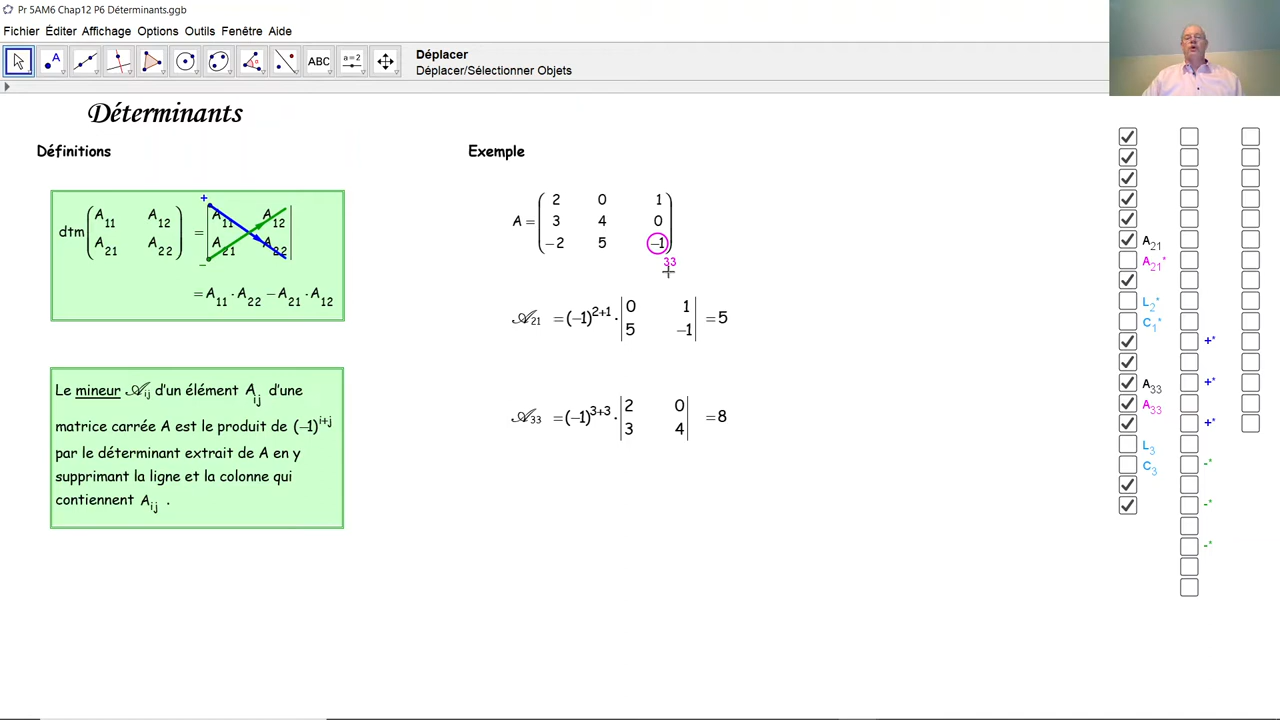 Pr 5AM6 Chap12 P6 Déterminants.ggb
Fichier Éditer Affichage Options Outils Fenêtre Aide
A ABC a=2 Déplacer
Déplacer/Sélectionner Objets
Déterminants
Définitions
dtm ( A11 A12 A21 A22 ) = | A11 A12 A21 A22 |
+
−
= A11 · A22 − A21 · A12
Le mineur 𝒜ij d'un élément Aij d'une
matrice carrée A est le produit de (−1)^i+j
par le déterminant extrait de A en y
supprimant la ligne et la colonne qui
contiennent Aij .
Exemple
2 0 1
A = 3 4 0
−2 5 −1
33
𝒜21 = (−1)^2+1 · | 0 1 5 −1 | = 5
𝒜33 = (−1)^3+3 · | 2 0 3 4 | = 8
A21
A21*
L2*
C1*
A33
A33
L3
C3
+*
+*
+*
-*
-*
-*